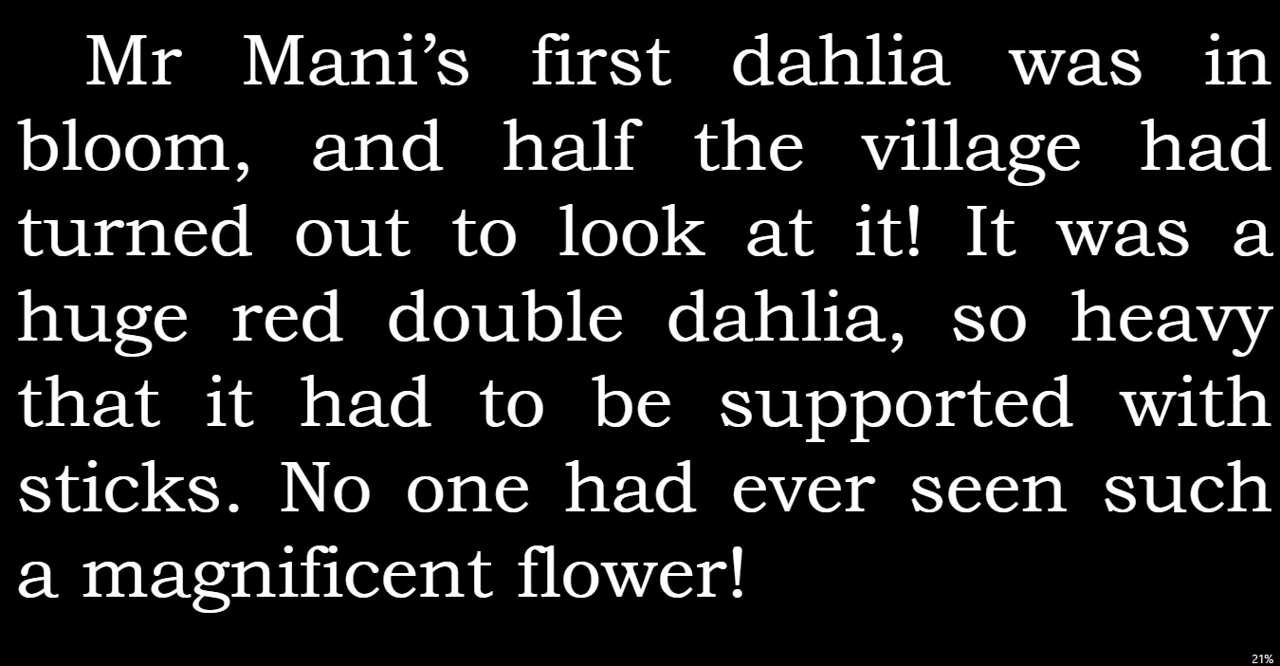 Mr Mani’s first dahlia was in
bloom, and half the village had
turned out to look at it! It was a
huge red double dahlia, so heavy
that it had to be supported with
sticks. No one had ever seen such
a magnificent flower!
21%